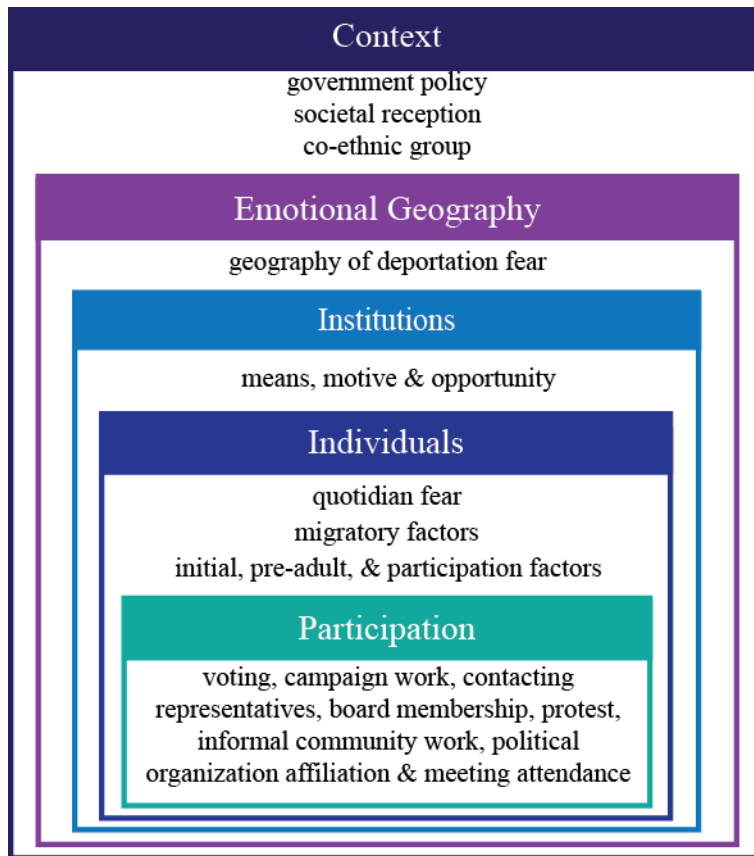 Context
government policy
societal reception
co-ethnic group
Emotional Geography
geography of deportation fear
Institutions
means, motive & opportunity
Individuals
quotidian fear
migratory factors
initial, pre-adult, & participation factors
Participation
voting, campaign work, contacting
representatives, board membership, protest,
informal community work, political
organization affiliation & meeting attendance